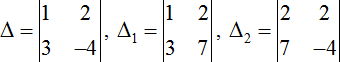 Δ = |1 2; 3 −4|, Δ₁ = |1 2; 3 7|, Δ₂ = |2 2; 7 −4|